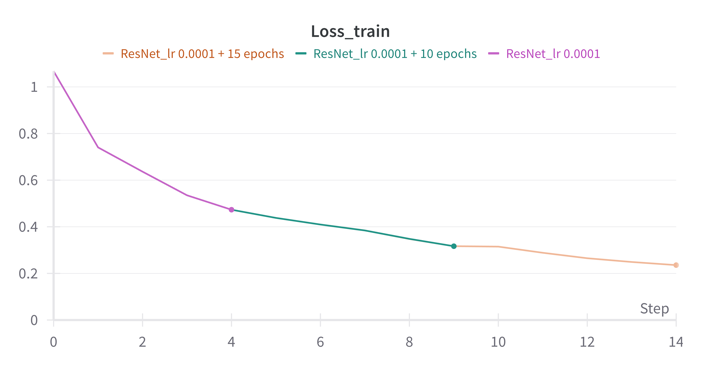 Loss_train
ResNet_lr 0.0001 + 15 epochs ResNet_lr 0.0001 + 10 epochs ResNet_lr 0.0001
1
0.8
0.6
0.4
0.2
Step
0
0 2 4 6 8 10 12 14